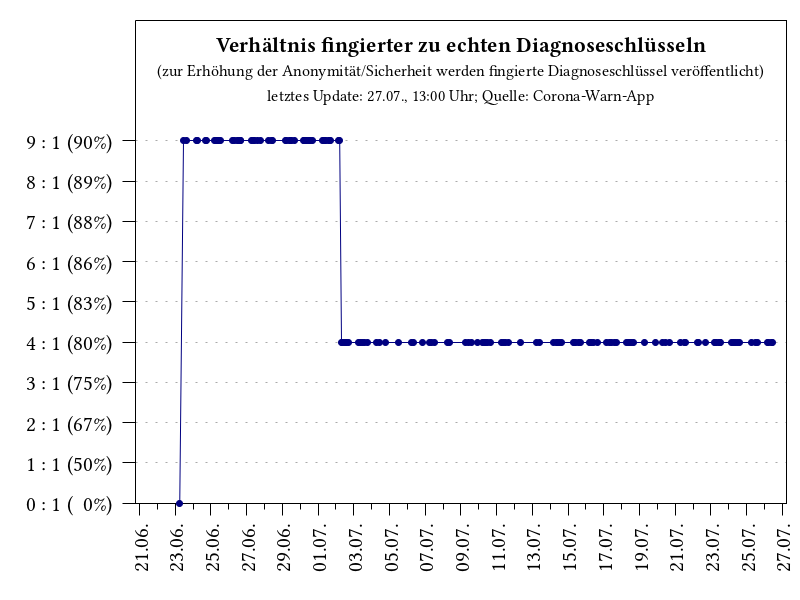 Verhältnis fingierter zu echten Diagnoseschlüsseln
(zur Erhöhung der Anonymität/Sicherheit werden fingierte Diagnoseschlüssel veröffentlicht)
letztes Update: 27.07., 13:00 Uhr; Quelle: Corona-Warn-App
9 : 1 (90%)
8 : 1 (89%)
7 : 1 (88%)
6 : 1 (86%)
5 : 1 (83%)
4 : 1 (80%)
3 : 1 (75%)
2 : 1 (67%)
1 : 1 (50%)
0 : 1 (  0%)
21.06.
23.06.
25.06.
27.06.
29.06.
01.07.
03.07.
05.07.
07.07.
09.07.
11.07.
13.07.
15.07.
17.07.
19.07.
21.07.
23.07.
25.07.
27.07.